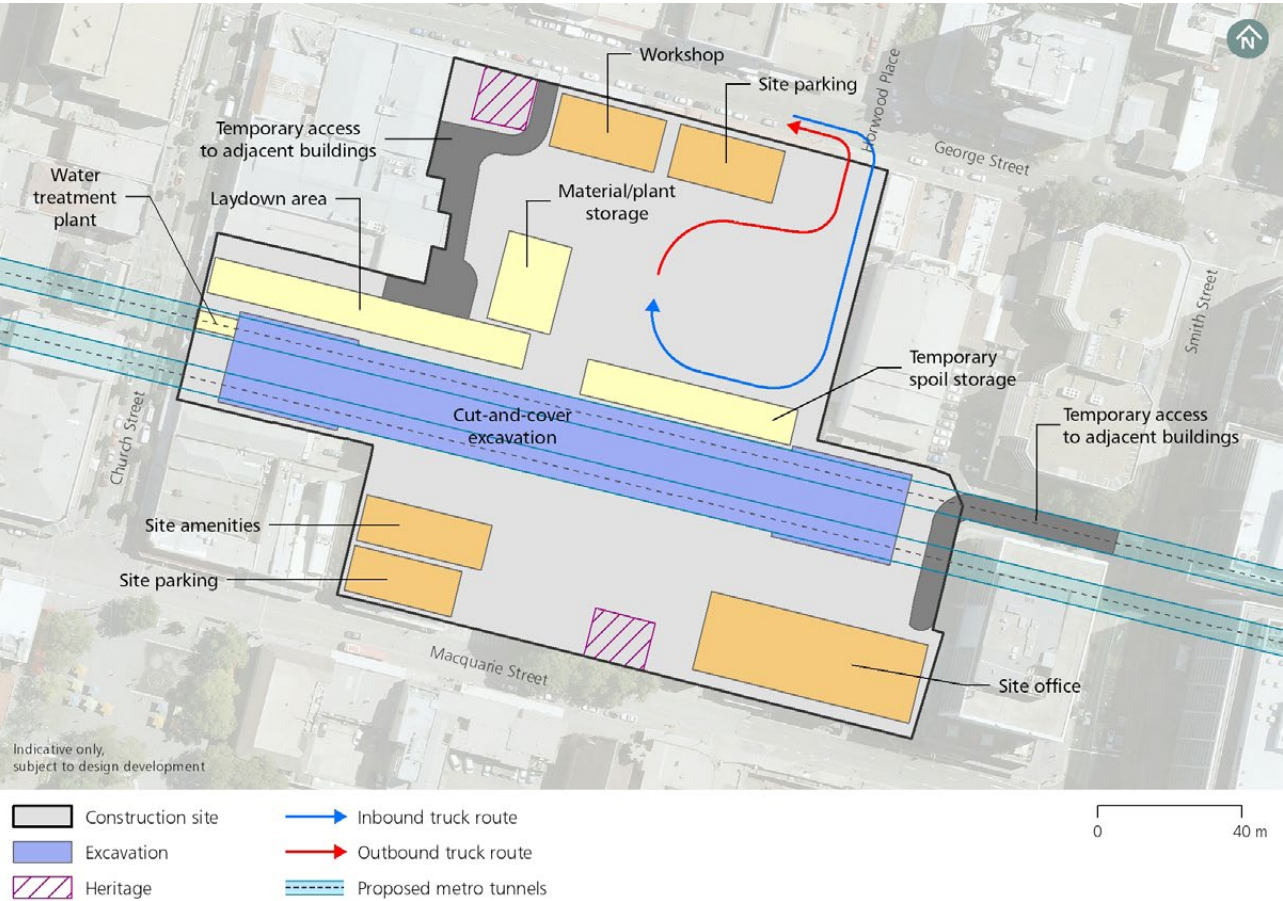 N
Workshop
Site parking
Horwood Place
George Street
Temporary access
to adjacent buildings
Water
treatment
plant
Laydown area
Material/plant
storage
Smith Street
Temporary
spoil storage
Church Street
Cut-and-cover
excavation
Temporary access
to adjacent buildings
Site amenities
Site parking
Macquarie Street
Site office
Indicative only,
subject to design development
Construction site
Inbound truck route
0
40 m
Excavation
Outbound truck route
Heritage
Proposed metro tunnels